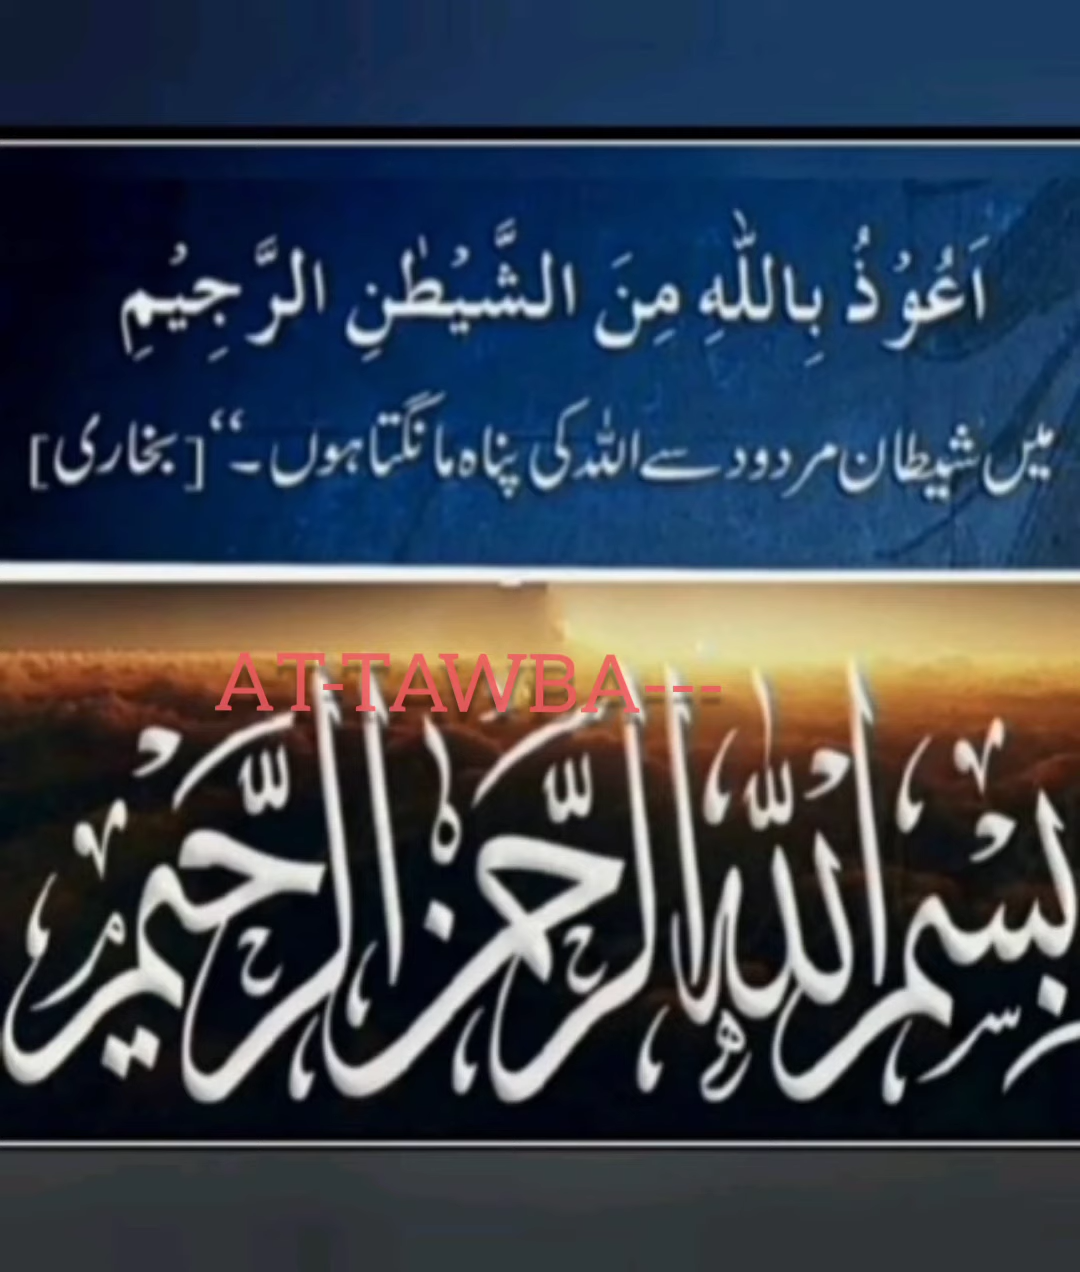 اَعُوْذُ بِاللّٰهِ مِنَ الشَّيْطٰنِ الرَّجِيْمِ
میں شیطان مردود سے اللہ کی پناہ مانگتا ہوں۔“ [بخاری]
AT-TAWBA---
بسم الله الرحمن الرحيم